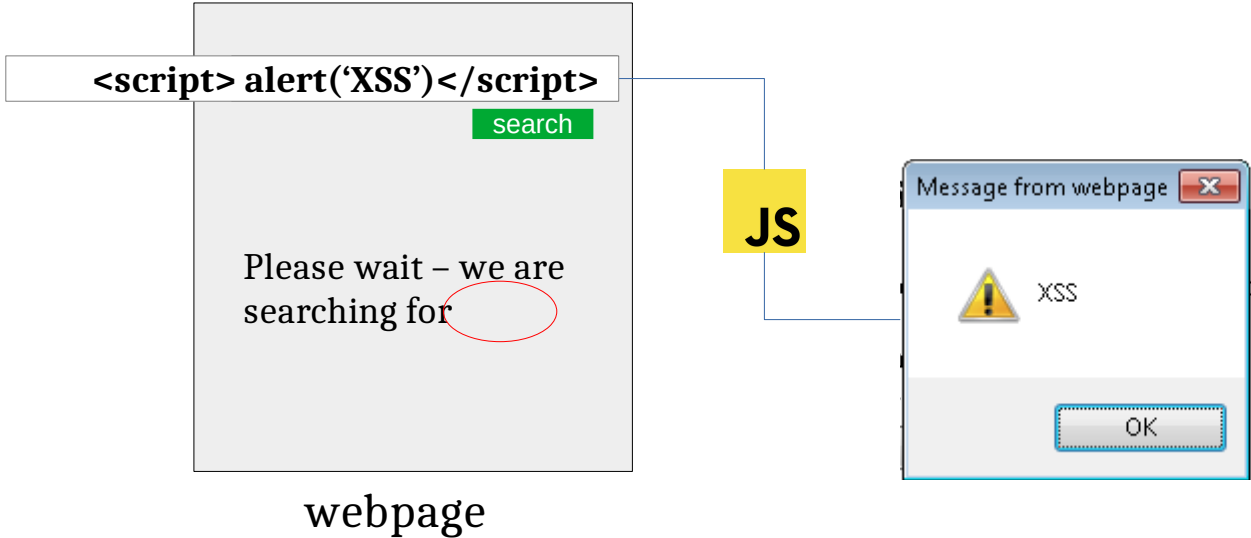 <script> alert(‘XSS’)</script>
search
Please wait – we are
searching for
webpage
JS
Message from webpage
XSS
OK